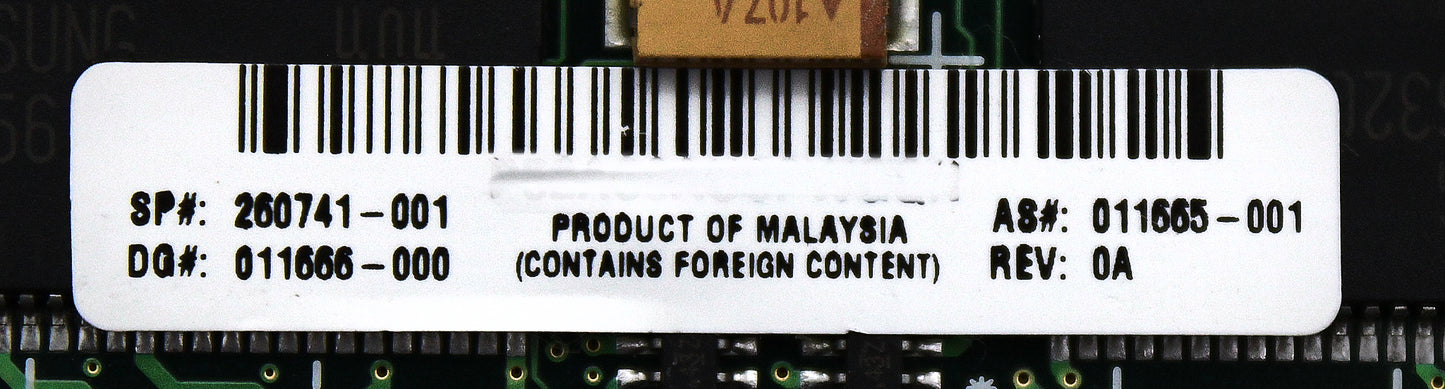 SP#: 260741-001
DG#: 011666-000
PRODUCT OF MALAYSIA
(CONTAINS FOREIGN CONTENT)
AS#: 011665-001
REV: 0A